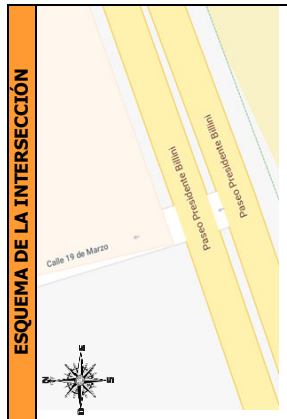 ESQUEMA DE LA INTERSECCIÓN
Paseo Presidente Billini
Paseo Presidente Billini
Calle 19 de Marzo
N
E
S
O